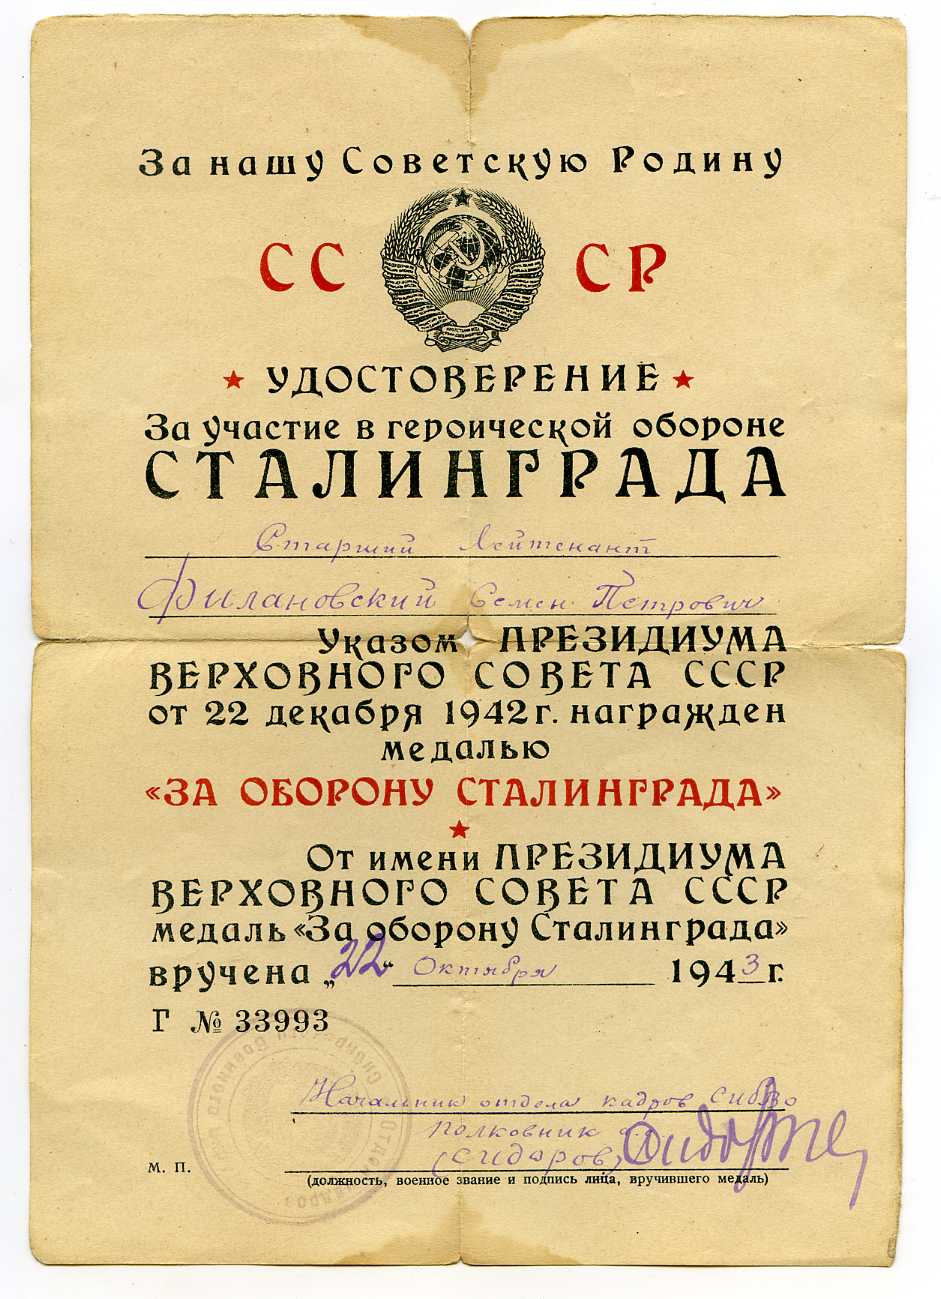 За нашу Советскую Родину
СССР
УДОСТОВЕРЕНИЕ
За участие в героической обороне
СТАЛИНГРАДА
Старший Лейтенант
Филановский Семен Петрович
Указом ПРЕЗИДИУМА
ВЕРХОВНОГО СОВЕТА СССР
от 22 декабря 1942 г. награжден
медалью
«ЗА ОБОРОНУ СТАЛИНГРАДА»
От имени ПРЕЗИДИУМА
ВЕРХОВНОГО СОВЕТА СССР
медаль «За оборону Сталинграда»
вручена „22" Октября 1943 г.
Г № 33993
Начальник отдела кадров СибВо
Полковник
(Сидоров)
М. П.
(должность, военное звание и подпись лица, вручившего медаль)